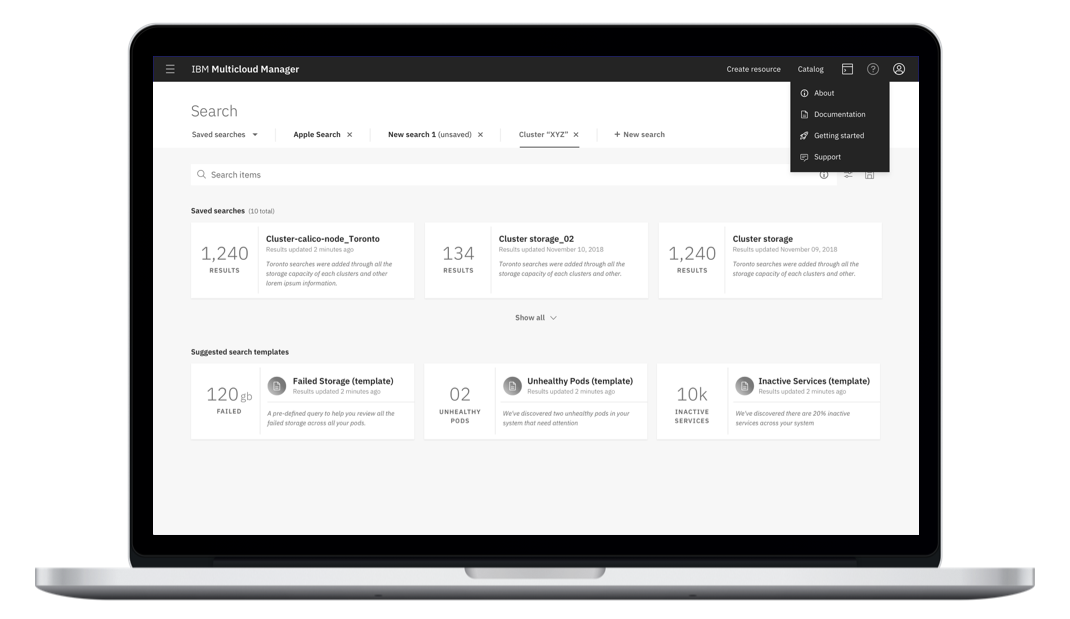 IBM Multicloud Manager
Create resource
Catalog
About
Documentation
Getting started
Support
Search
Saved searches
Apple Search
New search 1 (unsaved)
Cluster "XYZ"
+ New search
Search items
Saved searches (10 total)
1,240
RESULTS
Cluster-calico-node_Toronto
Results updated 2 minutes ago
Toronto searches were added through all the
storage capacity of each clusters and other
lorem ipsum information.
134
RESULTS
Cluster storage_02
Results updated November 10, 2018
Toronto searches were added through all the
storage capacity of each clusters and other.
1,240
RESULTS
Cluster storage
Results updated November 09, 2018
Toronto searches were added through all the
storage capacity of each clusters and other.
Show all
Suggested search templates
120 gb
FAILED
Failed Storage (template)
Results updated 2 minutes ago
A pre-defined query to help you review all the
failed storage across all your pods.
02
UNHEALTHY
PODS
Unhealthy Pods (template)
Results updated 2 minutes ago
We've discovered two unhealthy pods in your
system that need attention
10k
INACTIVE
SERVICES
Inactive Services (template)
Results updated 2 minutes ago
We've discovered there are 20% inactive
services across your system